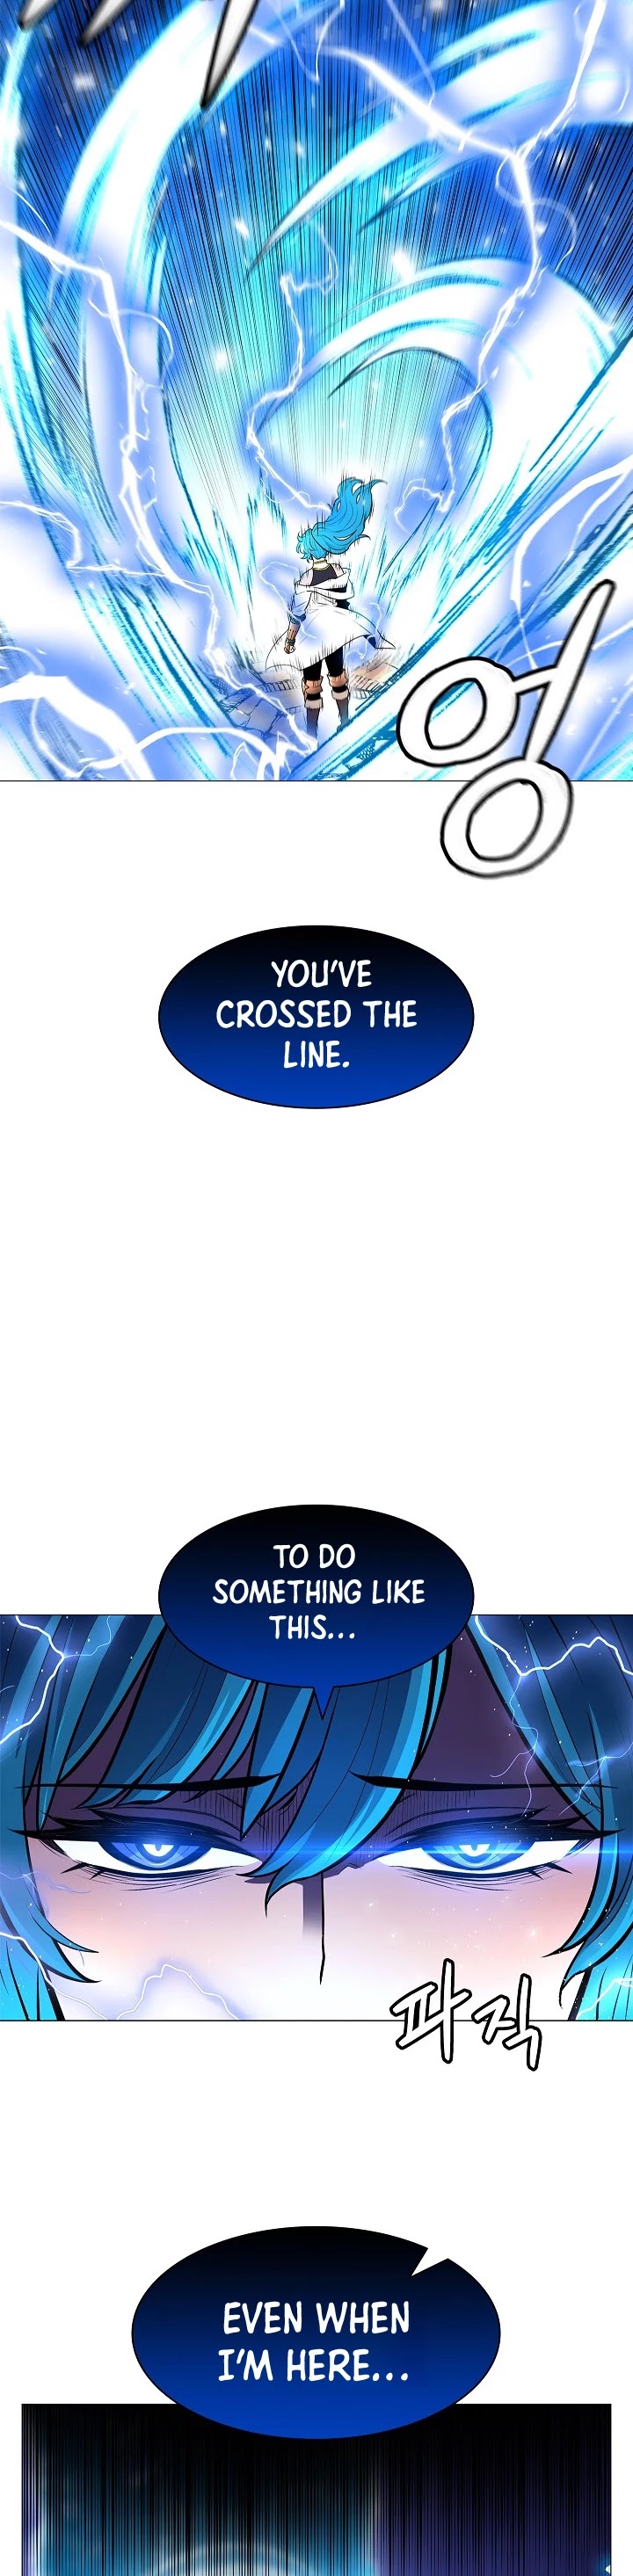 엉
YOU'VE
CROSSED THE
LINE.
TO DO
SOMETHING LIKE
THIS...
파직
EVEN WHEN
I'M HERE...